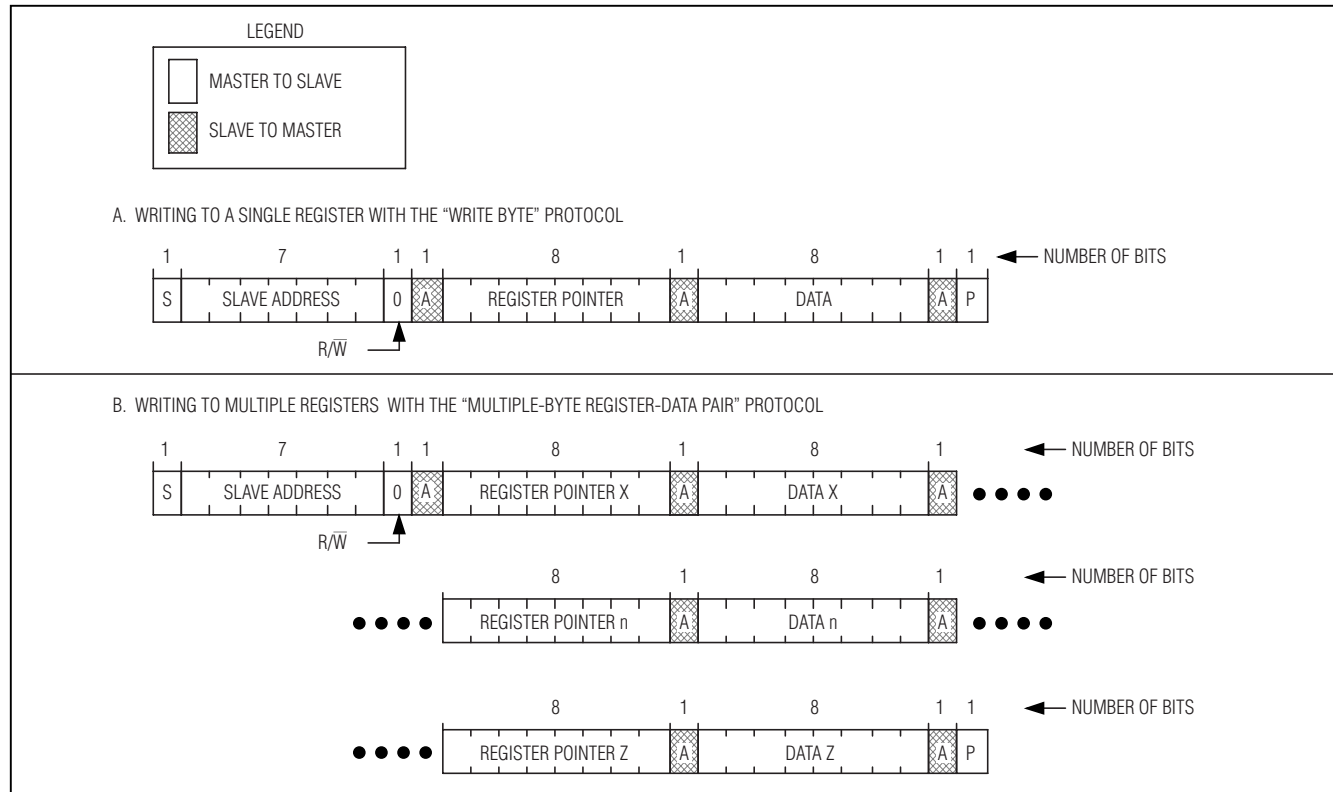 LEGEND
MASTER TO SLAVE
SLAVE TO MASTER
A. WRITING TO A SINGLE REGISTER WITH THE “WRITE BYTE” PROTOCOL
1 7 1 1 8 1 8 1 1 NUMBER OF BITS
S SLAVE ADDRESS 0 A REGISTER POINTER A DATA A P
R/W̅
B. WRITING TO MULTIPLE REGISTERS WITH THE “MULTIPLE-BYTE REGISTER-DATA PAIR” PROTOCOL
1 7 1 1 8 1 8 1 NUMBER OF BITS
S SLAVE ADDRESS 0 A REGISTER POINTER X A DATA X A
R/W̅
8 1 8 1 NUMBER OF BITS
REGISTER POINTER n A DATA n A
8 1 8 1 1 NUMBER OF BITS
REGISTER POINTER Z A DATA Z A P